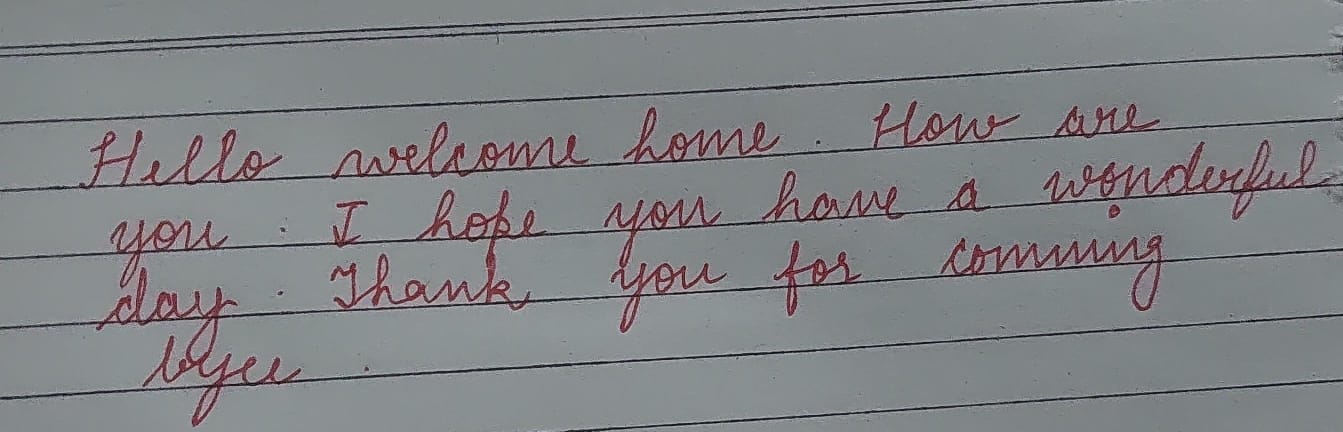 Hello welcome home. How are
you. I hope you have a wonderful
day. Thank you for comming
byee.